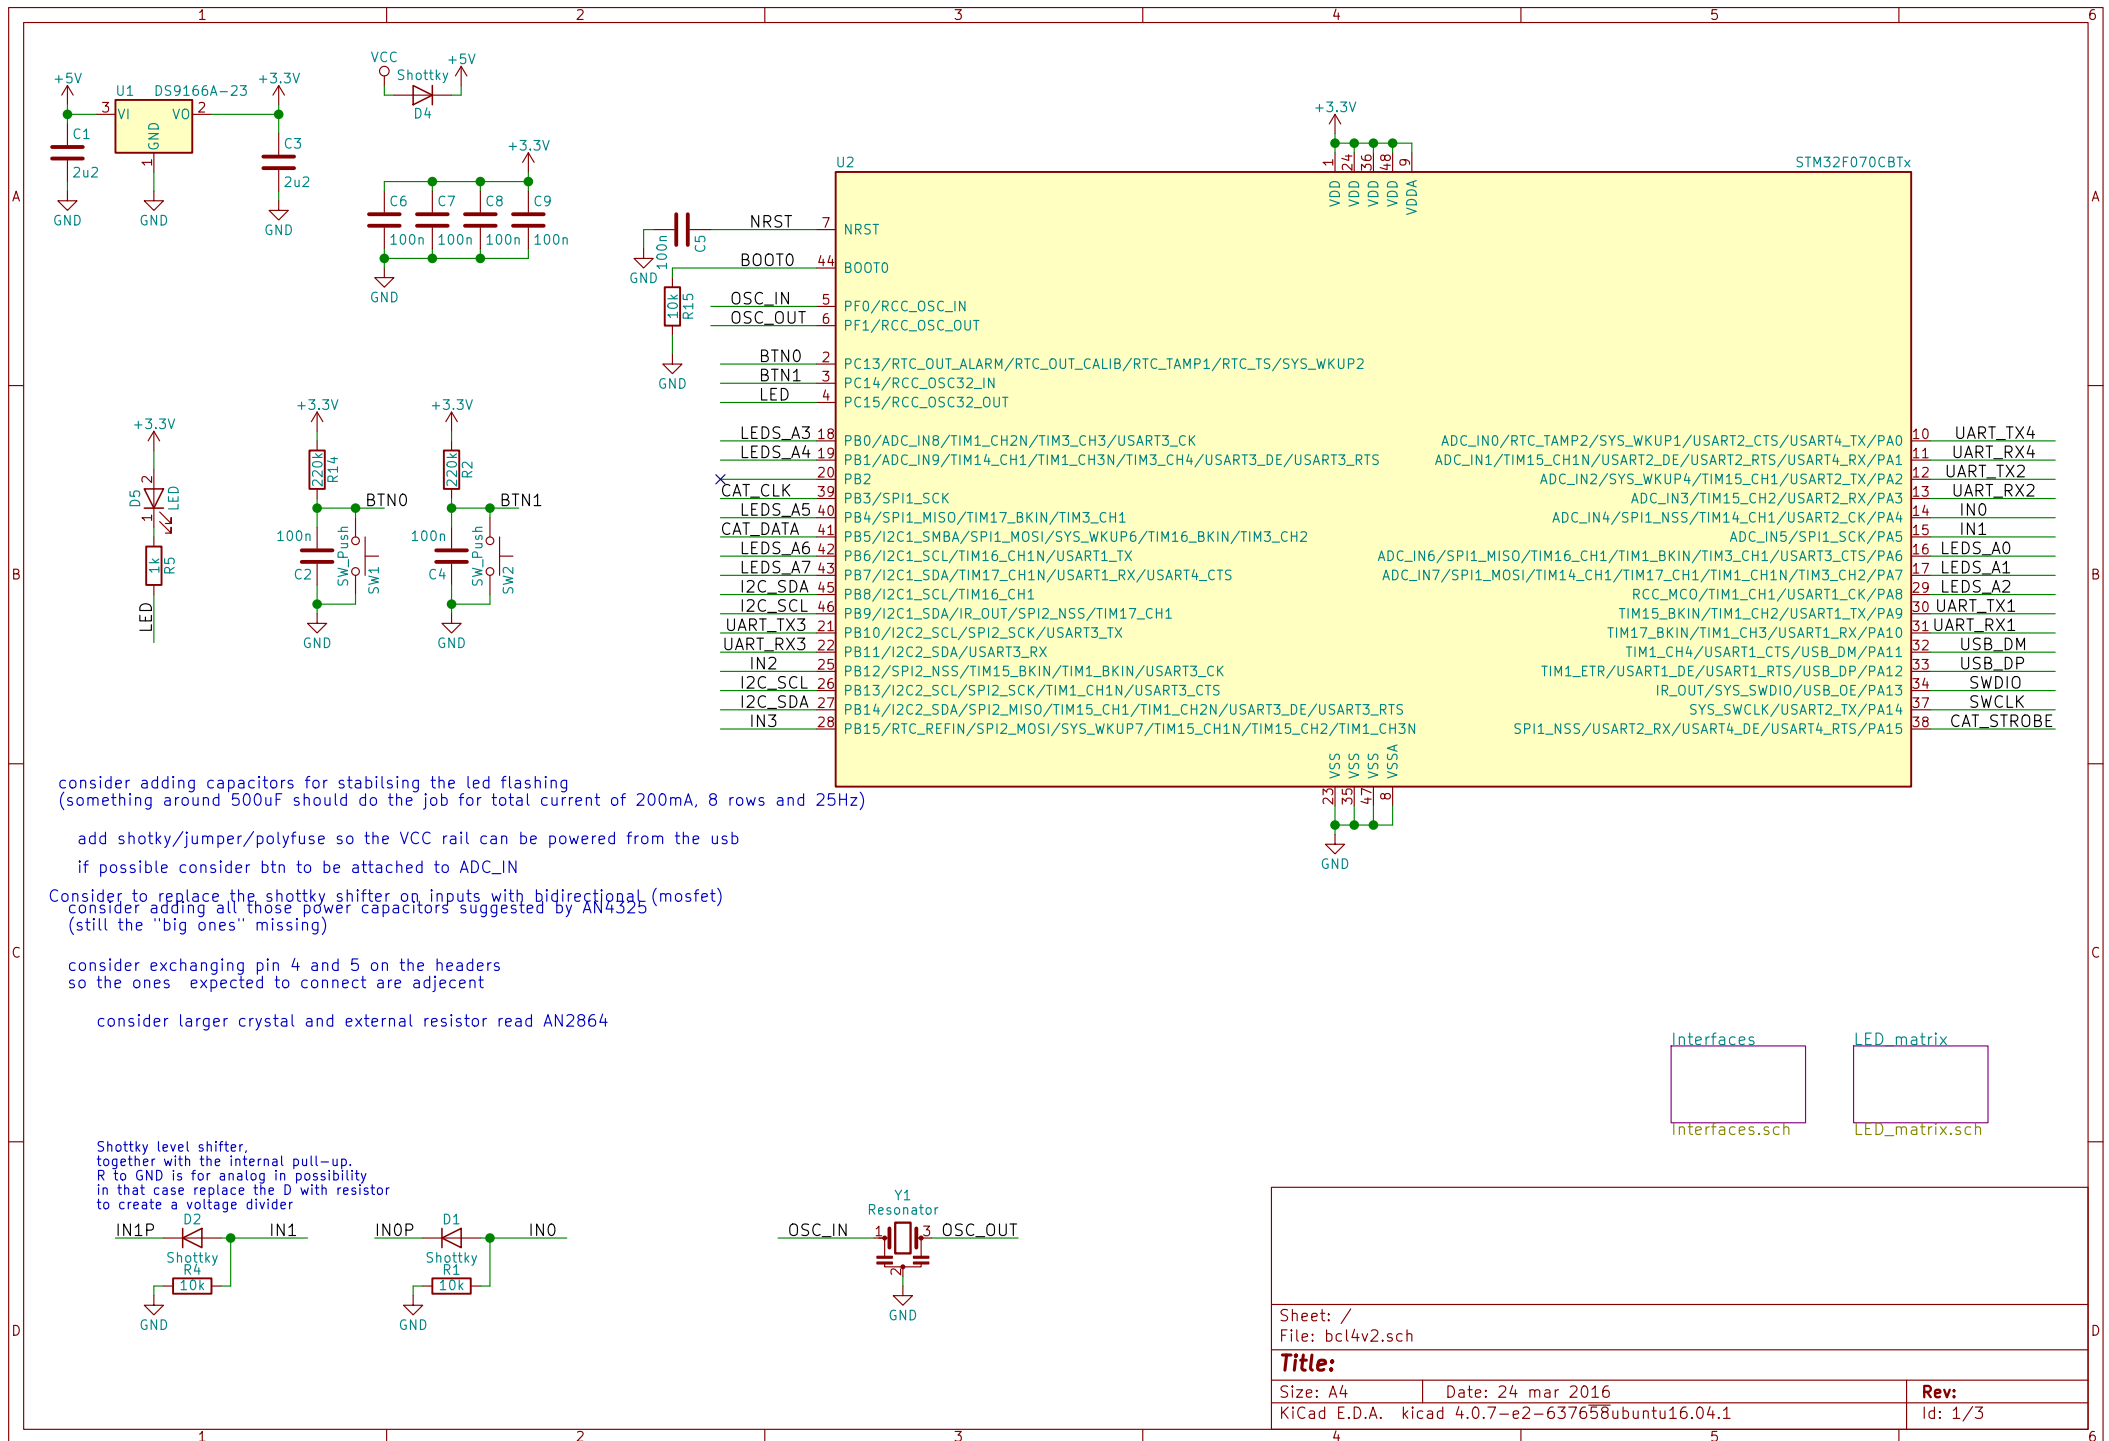 1 2 3 4 5 6
A
B
C
D
+5V
U1 DS9166A-23
3 VI VO 2
GND
1
+3.3V
C1
2u2
C3
2u2
GND
GND
GND
VCC
Shottky
+5V
D4
+3.3V
C6 C7 C8 C9
100n 100n 100n 100n
GND
NRST
100n
C5
GND
BOOT0
10k
R15
GND
OSC_IN
OSC_OUT
BTN0
BTN1
LED
LEDS_A3
LEDS_A4
CAT_CLK
LEDS_A5
CAT_DATA
LEDS_A6
LEDS_A7
I2C_SDA
I2C_SCL
UART_TX3
UART_RX3
IN2
I2C_SCL
I2C_SDA
IN3
U2
STM32F070CBTx
+3.3V
1 24 36 48 9
VDD VDD VDD VDD VDDA
7 NRST
44 BOOT0
5 PF0/RCC_OSC_IN
6 PF1/RCC_OSC_OUT
2 PC13/RTC_OUT_ALARM/RTC_OUT_CALIB/RTC_TAMP1/RTC_TS/SYS_WKUP2
3 PC14/RCC_OSC32_IN
4 PC15/RCC_OSC32_OUT
18 PB0/ADC_IN8/TIM1_CH2N/TIM3_CH3/USART3_CK
19 PB1/ADC_IN9/TIM14_CH1/TIM1_CH3N/TIM3_CH4/USART3_DE/USART3_RTS
20 PB2
39 PB3/SPI1_SCK
40 PB4/SPI1_MISO/TIM17_BKIN/TIM3_CH1
41 PB5/I2C1_SMBA/SPI1_MOSI/SYS_WKUP6/TIM16_BKIN/TIM3_CH2
42 PB6/I2C1_SCL/TIM16_CH1N/USART1_TX
43 PB7/I2C1_SDA/TIM17_CH1N/USART1_RX/USART4_CTS
45 PB8/I2C1_SCL/TIM16_CH1
46 PB9/I2C1_SDA/IR_OUT/SPI2_NSS/TIM17_CH1
21 PB10/I2C2_SCL/SPI2_SCK/USART3_TX
22 PB11/I2C2_SDA/USART3_RX
25 PB12/SPI2_NSS/TIM15_BKIN/TIM1_BKIN/USART3_CK
26 PB13/I2C2_SCL/SPI2_SCK/TIM1_CH1N/USART3_CTS
27 PB14/I2C2_SDA/SPI2_MISO/TIM15_CH1/TIM1_CH2N/USART3_DE/USART3_RTS
28 PB15/RTC_REFIN/SPI2_MOSI/SYS_WKUP7/TIM15_CH1N/TIM15_CH2/TIM1_CH3N
ADC_IN0/RTC_TAMP2/SYS_WKUP1/USART2_CTS/USART4_TX/PA0 10 UART_TX4
ADC_IN1/TIM15_CH1N/USART2_DE/USART2_RTS/USART4_RX/PA1 11 UART_RX4
ADC_IN2/SYS_WKUP4/TIM15_CH1/USART2_TX/PA2 12 UART_TX2
ADC_IN3/TIM15_CH2/USART2_RX/PA3 13 UART_RX2
ADC_IN4/SPI1_NSS/TIM14_CH1/USART2_CK/PA4 14 IN0
ADC_IN5/SPI1_SCK/PA5 15 IN1
ADC_IN6/SPI1_MISO/TIM16_CH1/TIM1_BKIN/TIM3_CH1/USART3_CTS/PA6 16 LEDS_A0
ADC_IN7/SPI1_MOSI/TIM14_CH1/TIM17_CH1/TIM1_CH1N/TIM3_CH2/PA7 17 LEDS_A1
RCC_MCO/TIM1_CH1/USART1_CK/PA8 29 LEDS_A2
TIM15_BKIN/TIM1_CH2/USART1_TX/PA9 30 UART_TX1
TIM17_BKIN/TIM1_CH3/USART1_RX/PA10 31 UART_RX1
TIM1_CH4/USART1_CTS/USB_DM/PA11 32 USB_DM
TIM1_ETR/USART1_DE/USART1_RTS/USB_DP/PA12 33 USB_DP
IR_OUT/SYS_SWDIO/USB_OE/PA13 34 SWDIO
SYS_SWCLK/USART2_TX/PA14 37 SWCLK
SPI1_NSS/USART2_RX/USART4_DE/USART4_RTS/PA15 38 CAT_STROBE
VSS VSS VSS VSSA
23 35 47 8
GND
+3.3V
2
D5
LED
1
1k
R5
LED
+3.3V
220k
R14
BTN0
100n
C2
SW_Push
SW1
GND
+3.3V
220k
R2
BTN1
100n
C4
SW_Push
SW2
GND
consider adding capacitors for stabilsing the led flashing
(something around 500uF should do the job for total current of 200mA, 8 rows and 25Hz)
add shotky/jumper/polyfuse so the VCC rail can be powered from the usb
if possible consider btn to be attached to ADC_IN
Consider to replace the shottky shifter on inputs with bidirectional (mosfet)
consider adding all those power capacitors suggested by AN4325
(still the "big ones" missing)
consider exchanging pin 4 and 5 on the headers
so the ones  expected to connect are adjecent
consider larger crystal and external resistor read AN2864
Interfaces
Interfaces.sch
LED_matrix
LED_matrix.sch
Shottky level shifter,
together with the internal pull-up.
R to GND is for analog in possibility
in that case replace the D with resistor
to create a voltage divider
IN1P
D2
Shottky
IN1
R4
10k
GND
IN0P
D1
Shottky
IN0
R1
10k
GND
Y1
Resonator
OSC_IN 1 3 OSC_OUT
2
GND
Sheet: /
File: bcl4v2.sch
Title:
Size: A4 Date: 24 mar 2016 Rev:
KiCad E.D.A. kicad 4.0.7-e2-637658ubuntu16.04.1 Id: 1/3
A
B
C
D
1 2 3 4 5 6